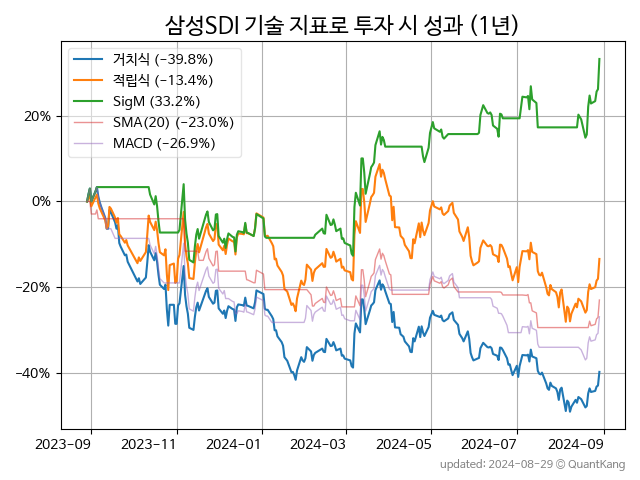 삼성SDI 기술 지표로 투자 시 성과 (1년)
거치식 (−39.8%)
적립식 (−13.4%)
SigM (33.2%)
SMA(20) (−23.0%)
MACD (−26.9%)
20%
0%
−20%
−40%
2023-09 2023-11 2024-01 2024-03 2024-05 2024-07 2024-09
updated: 2024-08-29 © QuantKang